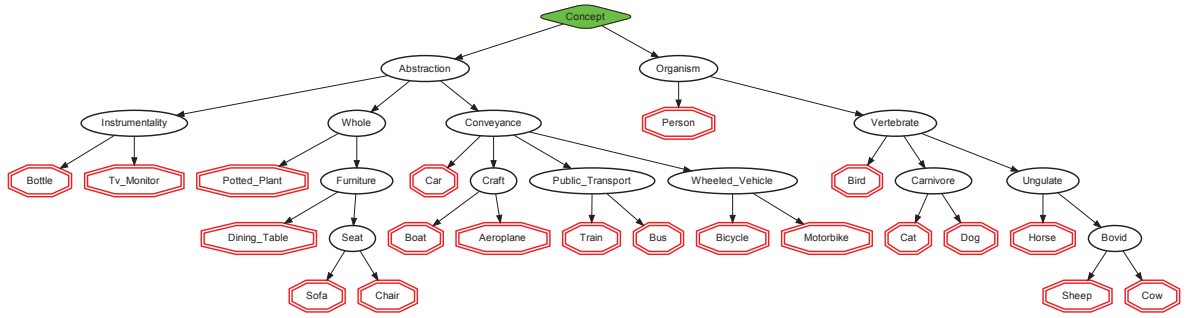 Concept
Abstraction
Organism
Instrumentality
Whole
Conveyance
Person
Vertebrate
Bottle
Tv_Monitor
Potted_Plant
Furniture
Car
Craft
Public_Transport
Wheeled_Vehicle
Bird
Carnivore
Ungulate
Dining_Table
Seat
Boat
Aeroplane
Train
Bus
Bicycle
Motorbike
Cat
Dog
Horse
Bovid
Sofa
Chair
Sheep
Cow